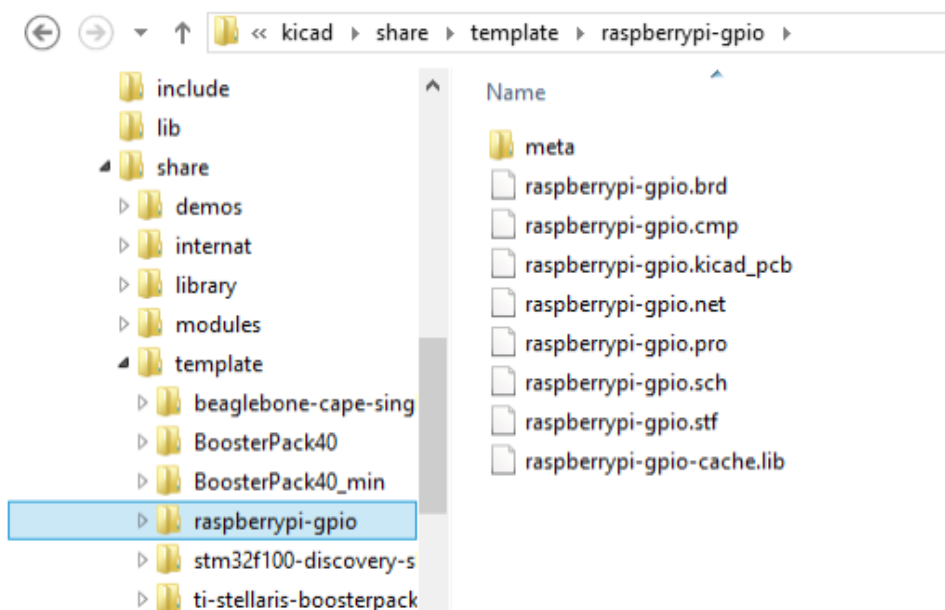 « kicad share template raspberrypi-gpio
include
lib
share
demos
internat
library
modules
template
beaglebone-cape-sing
BoosterPack40
BoosterPack40_min
raspberrypi-gpio
stm32f100-discovery-s
ti-stellaris-boosterpack
Name
meta
raspberrypi-gpio.brd
raspberrypi-gpio.cmp
raspberrypi-gpio.kicad_pcb
raspberrypi-gpio.net
raspberrypi-gpio.pro
raspberrypi-gpio.sch
raspberrypi-gpio.stf
raspberrypi-gpio-cache.lib